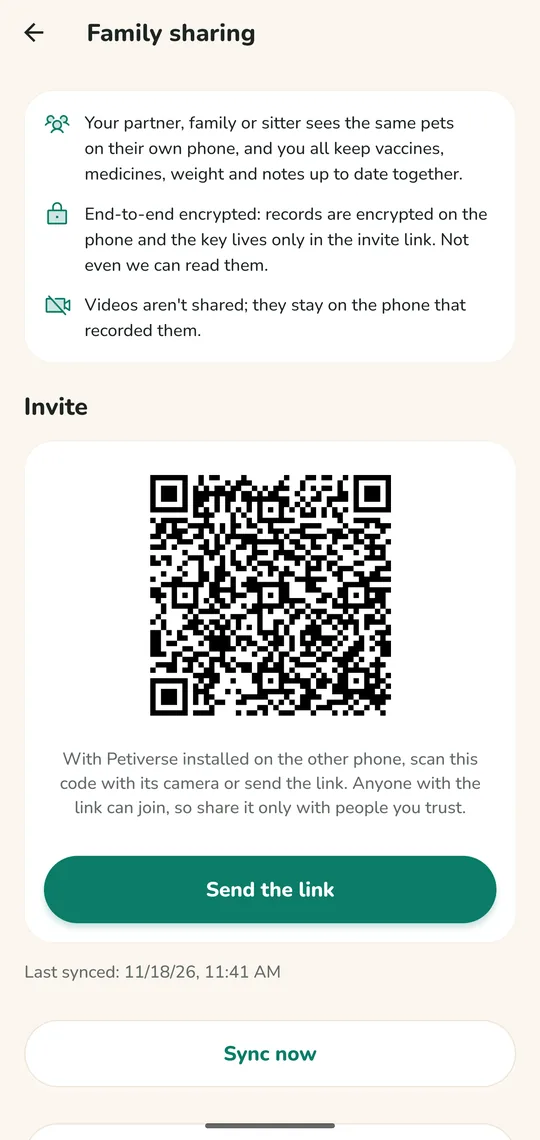 Family sharing
Your partner, family or sitter sees the same pets
on their own phone, and you all keep vaccines,
medicines, weight and notes up to date together.
End-to-end encrypted: records are encrypted on the
phone and the key lives only in the invite link. Not
even we can read them.
Videos aren't shared; they stay on the phone that
recorded them.
Invite
With Petiverse installed on the other phone, scan this
code with its camera or send the link. Anyone with the
link can join, so share it only with people you trust.
Send the link
Last synced: 11/18/26, 11:41 AM
Sync now